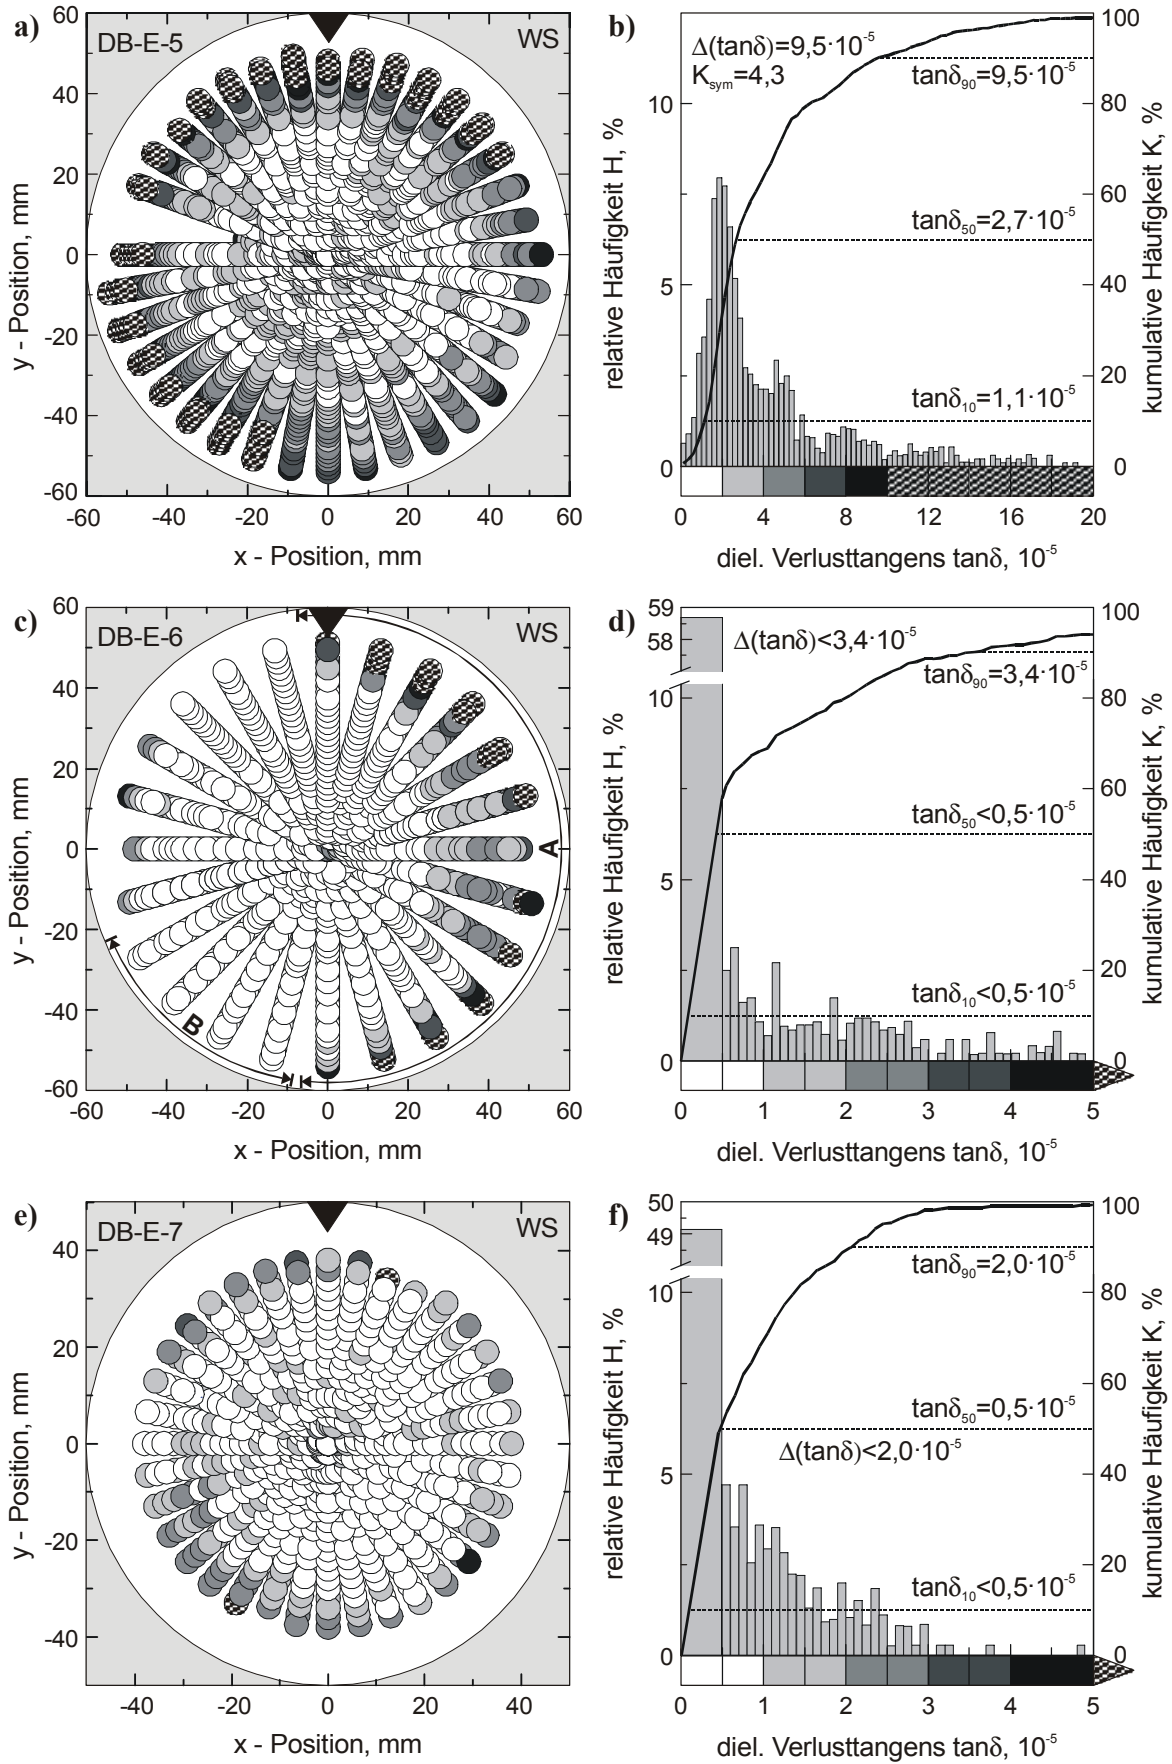 a)
DB-E-5
WS
60
40
20
0
-20
-40
-60
y - Position, mm
-60 -40 -20 0 20 40 60
x - Position, mm
b)
Δ(tanδ)=9,5·10⁻⁵
K_sym=4,3
tanδ₉₀=9,5·10⁻⁵
tanδ₅₀=2,7·10⁻⁵
tanδ₁₀=1,1·10⁻⁵
10
5
0
relative Häufigkeit H, %
100
80
60
40
20
0
kumulative Häufigkeit K, %
0 4 8 12 16 20
diel. Verlusttangens tanδ, 10⁻⁵
c)
DB-E-6
WS
A
B
60
40
20
0
-20
-40
-60
y - Position, mm
-60 -40 -20 0 20 40 60
x - Position, mm
d)
Δ(tanδ)<3,4·10⁻⁵
tanδ₉₀=3,4·10⁻⁵
tanδ₅₀<0,5·10⁻⁵
tanδ₁₀<0,5·10⁻⁵
59
58
10
5
0
relative Häufigkeit H, %
100
80
60
40
20
0
kumulative Häufigkeit K, %
0 1 2 3 4 5
diel. Verlusttangens tanδ, 10⁻⁵
e)
DB-E-7
WS
40
20
0
-20
-40
y - Position, mm
-40 -20 0 20 40
x - Position, mm
f)
tanδ₉₀=2,0·10⁻⁵
tanδ₅₀=0,5·10⁻⁵
Δ(tanδ)<2,0·10⁻⁵
tanδ₁₀<0,5·10⁻⁵
50
49
10
5
0
relative Häufigkeit H, %
100
80
60
40
20
0
kumulative Häufigkeit K, %
0 1 2 3 4 5
diel. Verlusttangens tanδ, 10⁻⁵